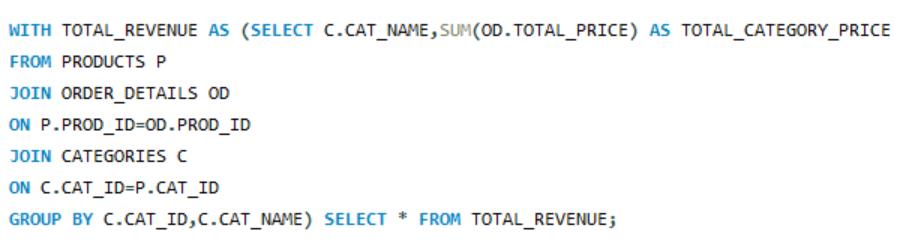 WITH TOTAL_REVENUE AS (SELECT C.CAT_NAME,SUM(OD.TOTAL_PRICE) AS TOTAL_CATEGORY_PRICE
FROM PRODUCTS P
JOIN ORDER_DETAILS OD
ON P.PROD_ID=OD.PROD_ID
JOIN CATEGORIES C
ON C.CAT_ID=P.CAT_ID
GROUP BY C.CAT_ID,C.CAT_NAME) SELECT * FROM TOTAL_REVENUE;